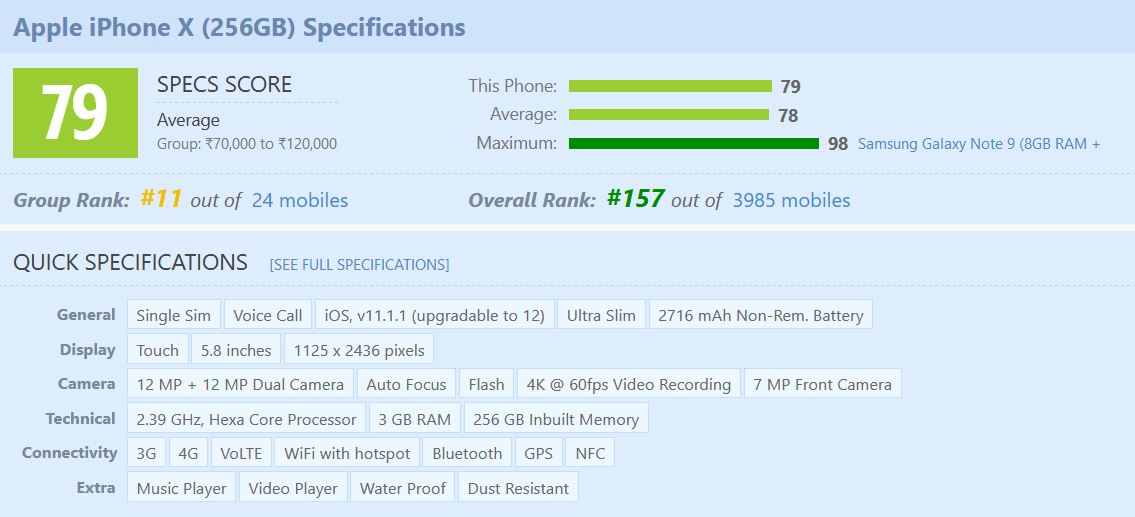 Apple iPhone X (256GB) Specifications
79
SPECS SCORE
Average
Group: ₹70,000 to ₹120,000
This Phone: 79
Average: 78
Maximum: 98 Samsung Galaxy Note 9 (8GB RAM +
Group Rank: #11 out of 24 mobiles
Overall Rank: #157 out of 3985 mobiles
QUICK SPECIFICATIONS [SEE FULL SPECIFICATIONS]
General Single Sim Voice Call iOS, v11.1.1 (upgradable to 12) Ultra Slim 2716 mAh Non-Rem. Battery
Display Touch 5.8 inches 1125 x 2436 pixels
Camera 12 MP + 12 MP Dual Camera Auto Focus Flash 4K @ 60fps Video Recording 7 MP Front Camera
Technical 2.39 GHz, Hexa Core Processor 3 GB RAM 256 GB Inbuilt Memory
Connectivity 3G 4G VoLTE WiFi with hotspot Bluetooth GPS NFC
Extra Music Player Video Player Water Proof Dust Resistant